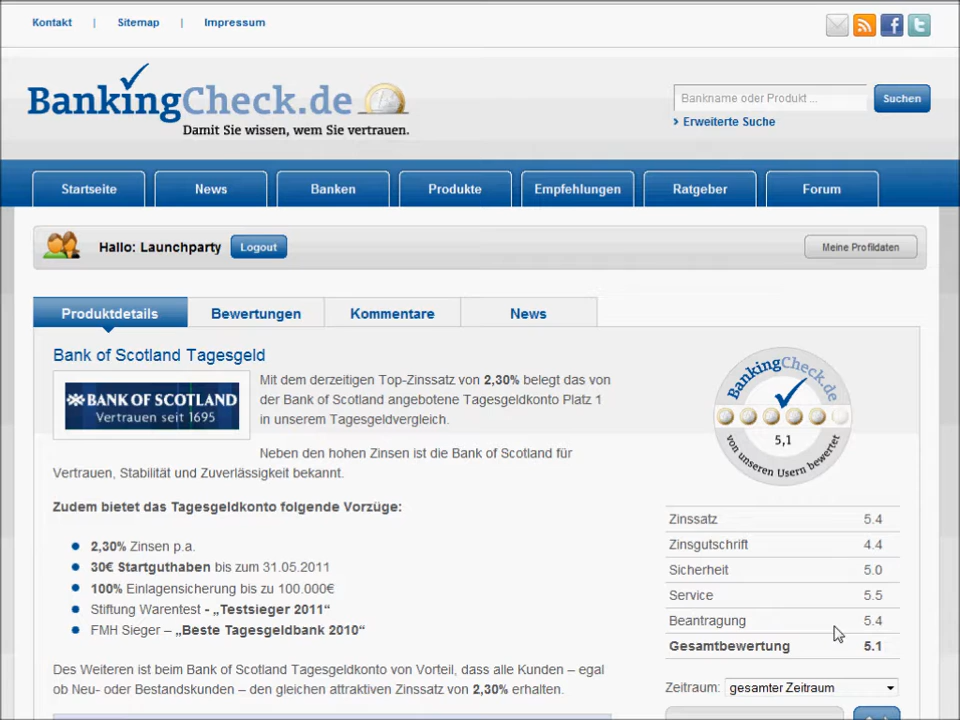 Kontakt | Sitemap | Impressum
BankingCheck.de
Damit Sie wissen, wem Sie vertrauen.
Bankname oder Produkt ...
Suchen
Erweiterte Suche
Startseite News Banken Produkte Empfehlungen Ratgeber Forum
Hallo: Launchparty Logout
Meine Profildaten
Produktdetails Bewertungen Kommentare News
Bank of Scotland Tagesgeld
BANK OF SCOTLAND
Vertrauen seit 1695
Mit dem derzeitigen Top-Zinssatz von 2,30% belegt das von
der Bank of Scotland angebotene Tagesgeldkonto Platz 1
in unserem Tagesgeldvergleich.
Neben den hohen Zinsen ist die Bank of Scotland für
Vertrauen, Stabilität und Zuverlässigkeit bekannt.
Zudem bietet das Tagesgeldkonto folgende Vorzüge:
2,30% Zinsen p.a.
30€ Startguthaben bis zum 31.05.2011
100% Einlagensicherung bis zu 100.000€
Stiftung Warentest - „Testsieger 2011“
FMH Sieger – „Beste Tagesgeldbank 2010“
Des Weiteren ist beim Bank of Scotland Tagesgeldkonto von Vorteil, dass alle Kunden – egal
ob Neu- oder Bestandskunden – den gleichen attraktiven Zinssatz von 2,30% erhalten.
BankingCheck.de
5,1
von unseren Usern bewertet
Zinssatz 5.4
Zinsgutschrift 4.4
Sicherheit 5.0
Service 5.5
Beantragung 5.4
Gesamtbewertung 5.1
Zeitraum: gesamter Zeitraum